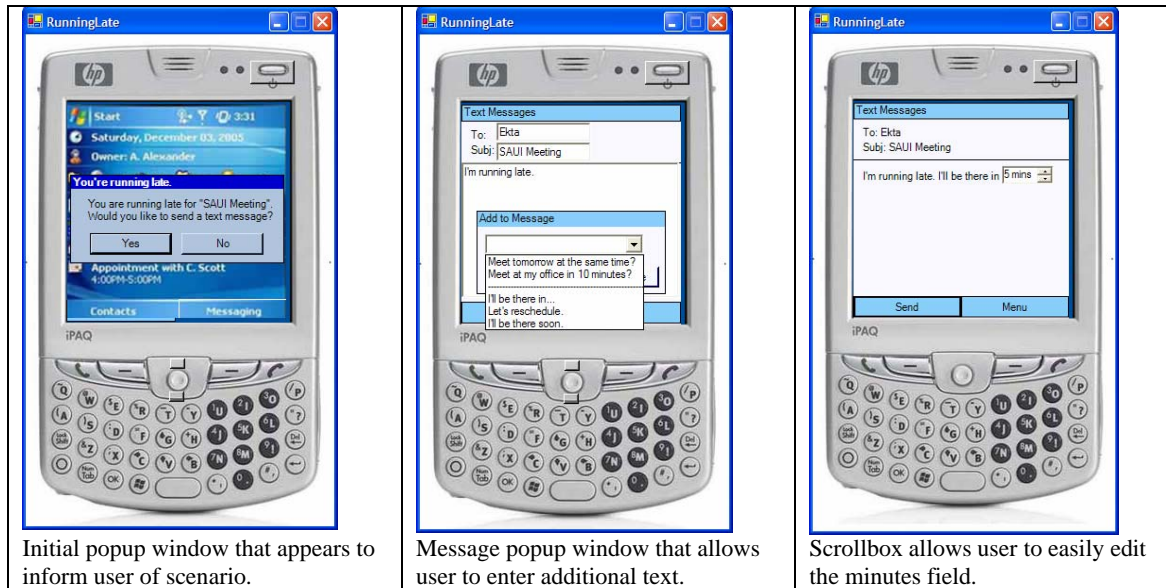 RunningLate
hp
Start 3:31
Saturday, December 03, 2005
Owner: A. Alexander
You're running late.
You are running late for "SAUI Meeting".
Would you like to send a text message?
Yes No
Appointment with C. Scott
4:00PM-5:00PM
Contacts Messaging
iPAQ
Initial popup window that appears to
inform user of scenario.
RunningLate
hp
Text Messages
To: Ekta
Subj: SAUI Meeting
I'm running late.
Add to Message
Meet tomorrow at the same time?
Meet at my office in 10 minutes?
I'll be there in...
Let's reschedule.
I'll be there soon.
iPAQ
Message popup window that allows
user to enter additional text.
RunningLate
hp
Text Messages
To: Ekta
Subj: SAUI Meeting
I'm running late. I'll be there in 5 mins
Send Menu
iPAQ
Scrollbox allows user to easily edit
the minutes field.